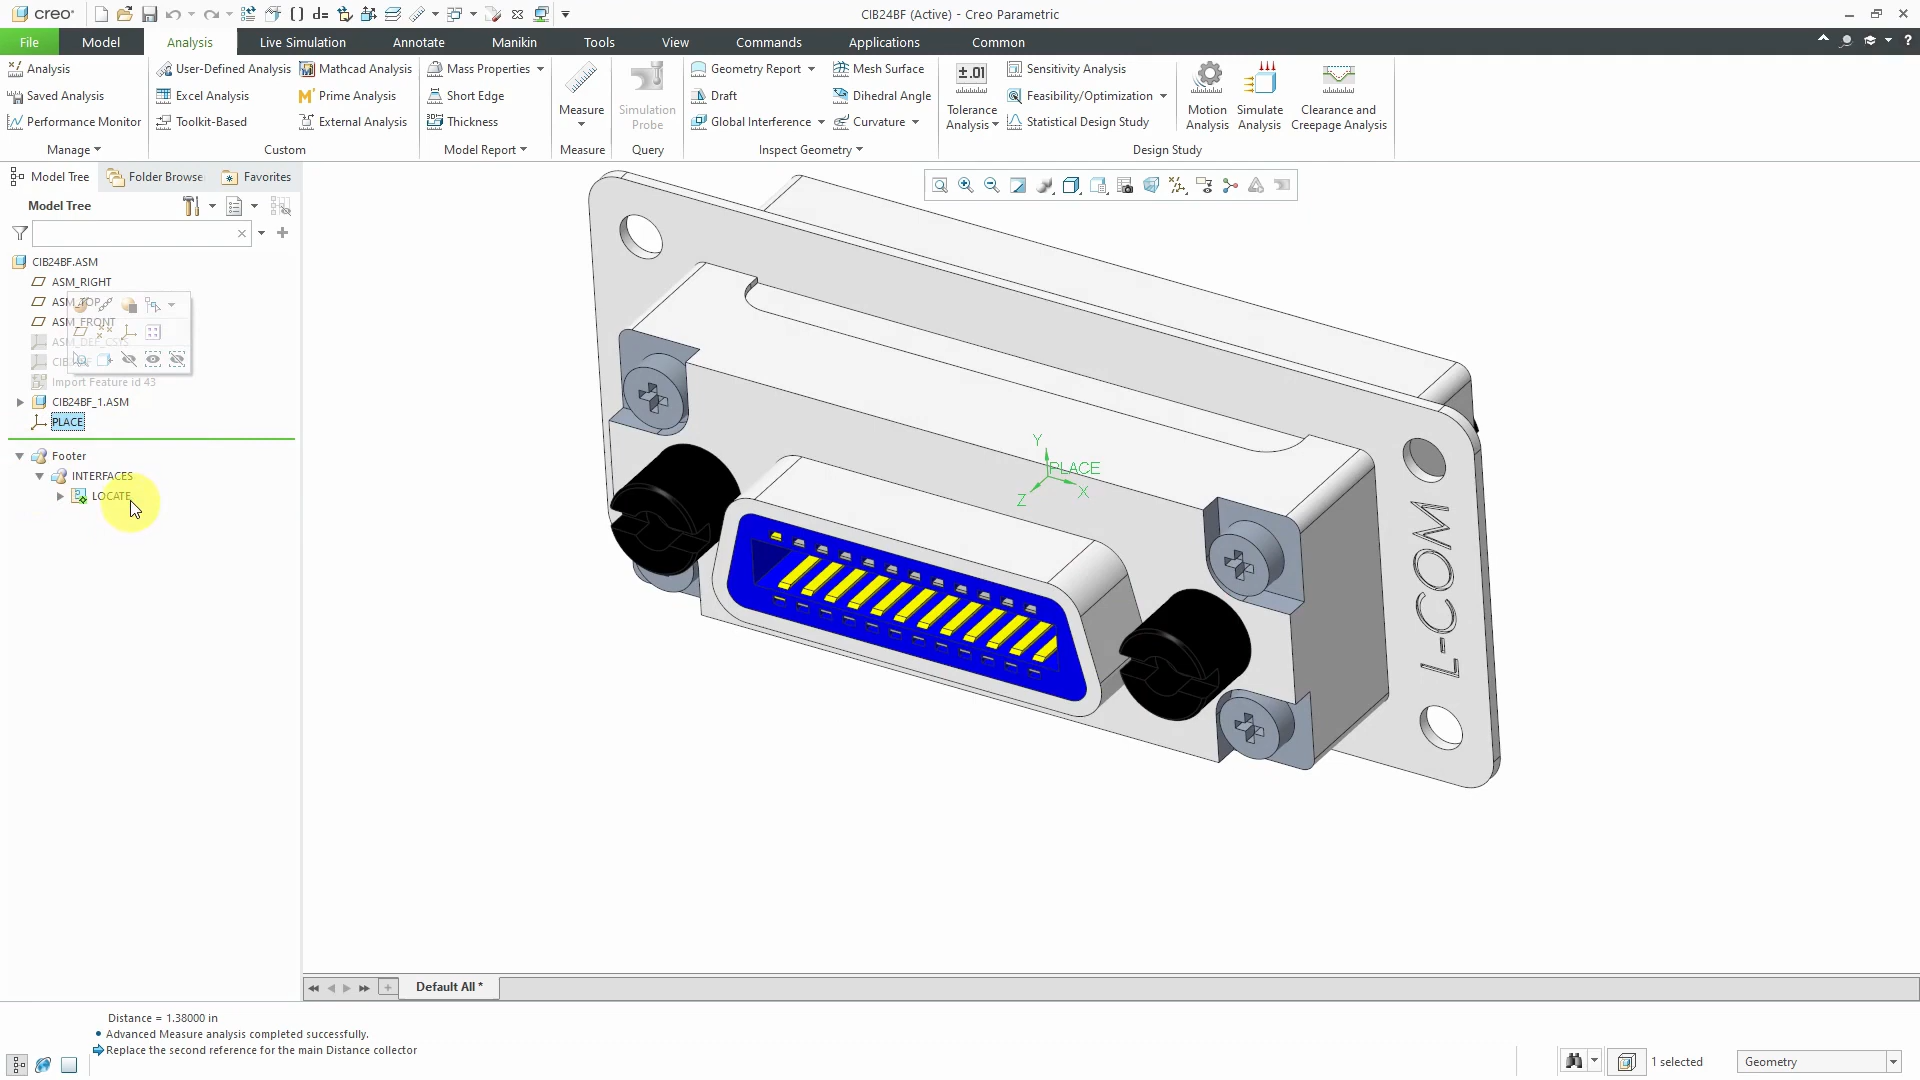 creo
CIB24BF (Active) - Creo Parametric
File
Model
Analysis
Live Simulation
Annotate
Manikin
Tools
View
Commands
Applications
Common
Analysis
Saved Analysis
Performance Monitor
Manage
User-Defined Analysis
Excel Analysis
Toolkit-Based
Mathcad Analysis
Prime Analysis
External Analysis
Custom
Mass Properties
Short Edge
Thickness
Model Report
Measure
Measure
Simulation
Probe
Query
Geometry Report
Draft
Global Interference
Mesh Surface
Dihedral Angle
Curvature
Inspect Geometry
±.01
Tolerance
Analysis
Sensitivity Analysis
Feasibility/Optimization
Statistical Design Study
Motion
Analysis
Simulate
Analysis
Clearance and
Creepage Analysis
Design Study
Model Tree
Folder Browse
Favorites
Model Tree
CIB24BF.ASM
ASM_RIGHT
ASM_TOP
ASM_FRONT
ASM_DEF_CSYS
Import Feature id 43
CIB24BF_1.ASM
PLACE
Footer
INTERFACES
LOCATE
Y
PLACE
X
Z
L-COM
Default All *
Distance = 1.38000 in
Advanced Measure analysis completed successfully.
Replace the second reference for the main Distance collector
1 selected
Geometry